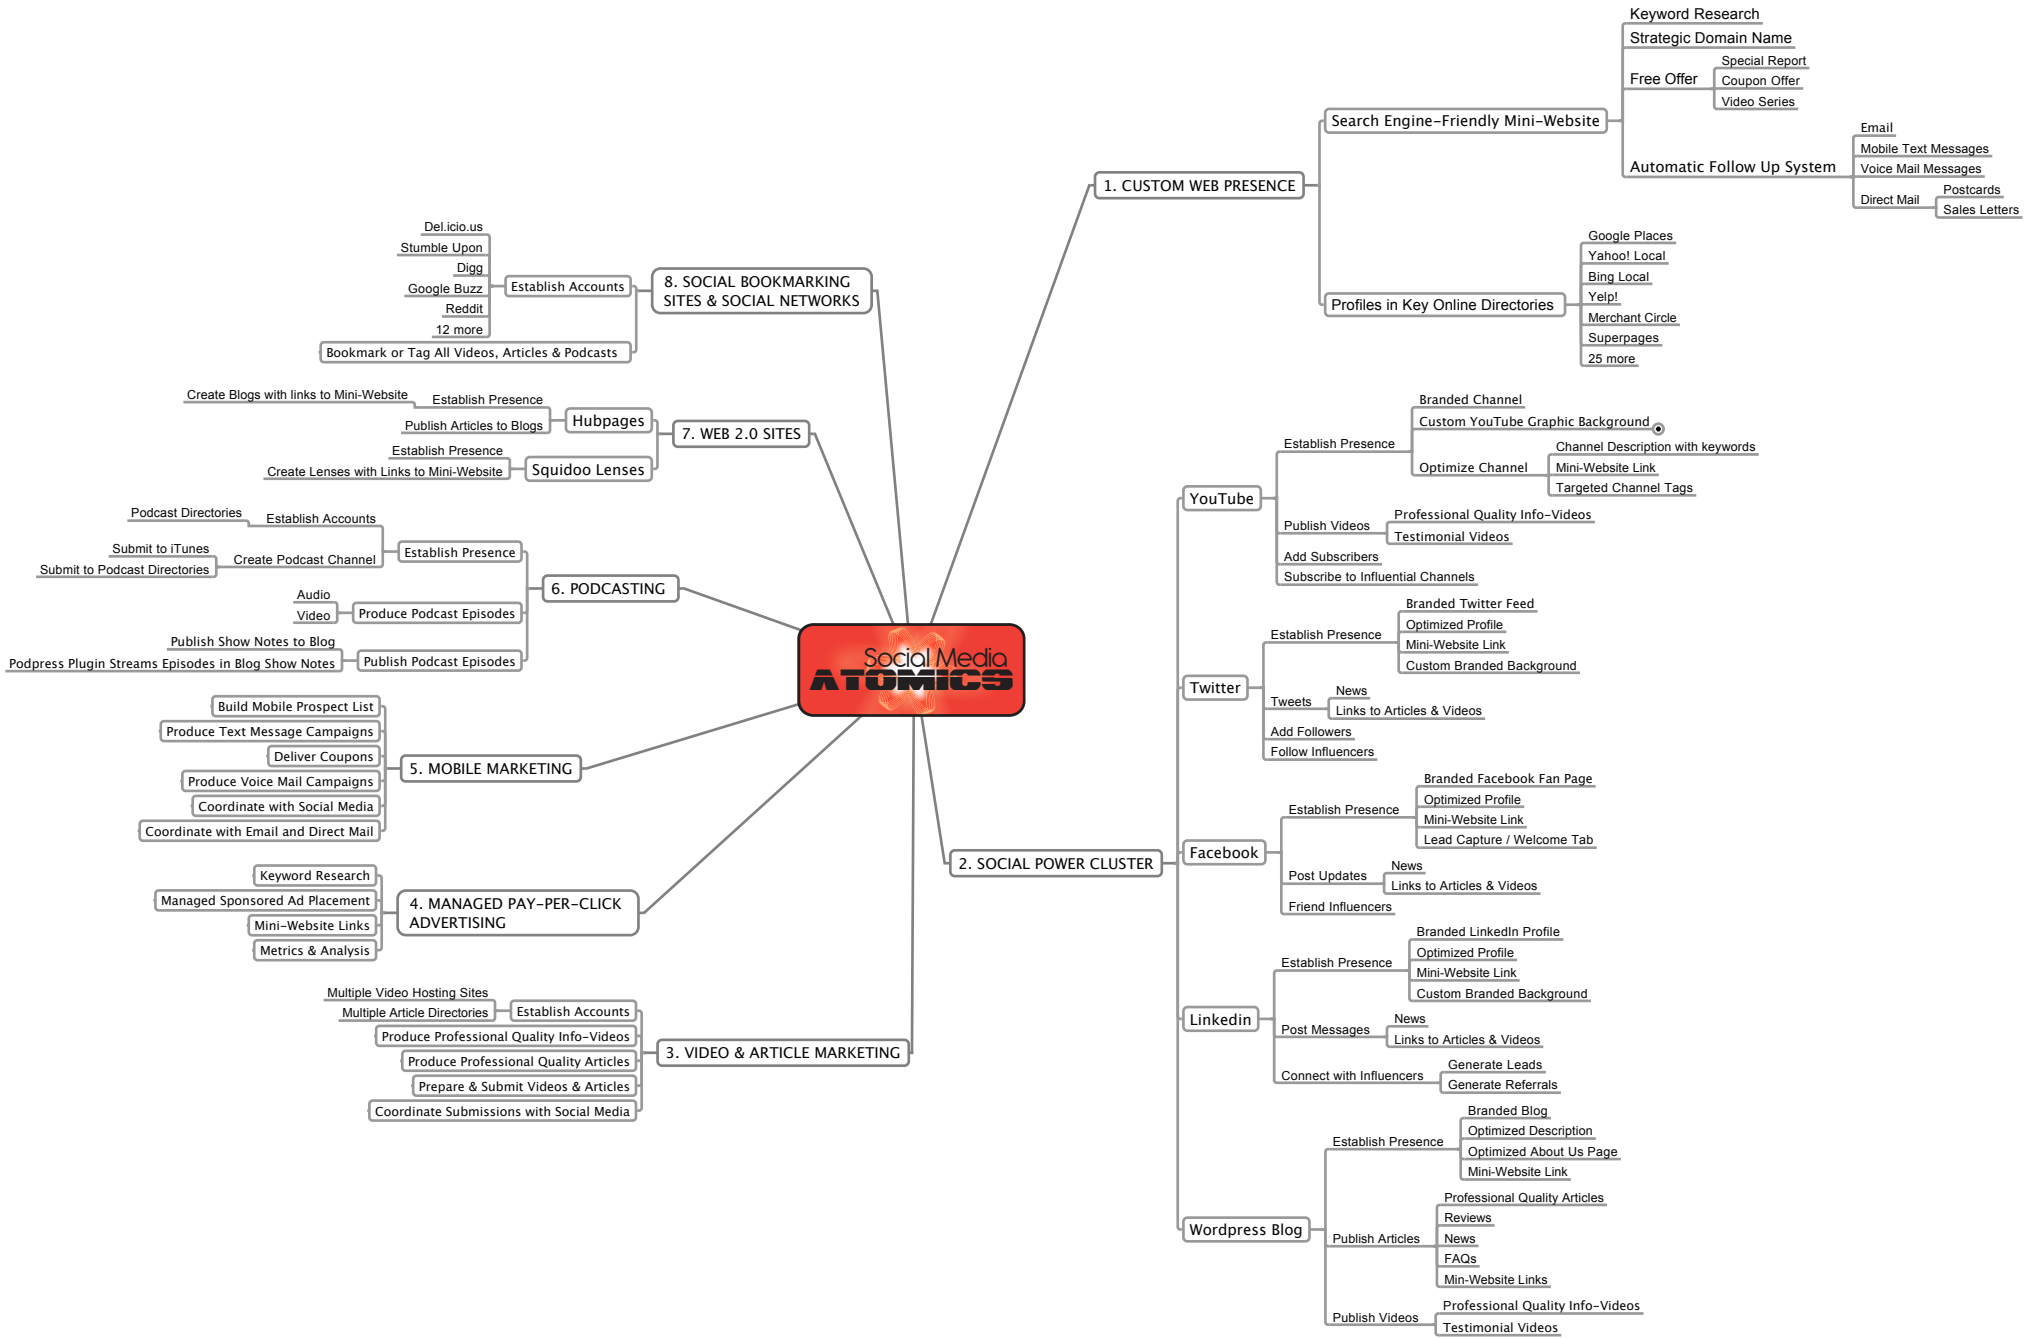 Social Media
ATOMICS
1. CUSTOM WEB PRESENCE
Search Engine-Friendly Mini-Website
Keyword Research
Strategic Domain Name
Free Offer
Special Report
Coupon Offer
Video Series
Automatic Follow Up System
Email
Mobile Text Messages
Voice Mail Messages
Direct Mail
Postcards
Sales Letters
Profiles in Key Online Directories
Google Places
Yahoo! Local
Bing Local
Yelp!
Merchant Circle
Superpages
25 more
2. SOCIAL POWER CLUSTER
YouTube
Establish Presence
Branded Channel
Custom YouTube Graphic Background
Optimize Channel
Channel Description with keywords
Mini-Website Link
Targeted Channel Tags
Publish Videos
Professional Quality Info-Videos
Testimonial Videos
Add Subscribers
Subscribe to Influential Channels
Twitter
Establish Presence
Branded Twitter Feed
Optimized Profile
Mini-Website Link
Custom Branded Background
Tweets
News
Links to Articles & Videos
Add Followers
Follow Influencers
Facebook
Establish Presence
Branded Facebook Fan Page
Optimized Profile
Mini-Website Link
Lead Capture / Welcome Tab
Post Updates
News
Links to Articles & Videos
Friend Influencers
Linkedin
Establish Presence
Branded LinkedIn Profile
Optimized Profile
Mini-Website Link
Custom Branded Background
Post Messages
News
Links to Articles & Videos
Connect with Influencers
Generate Leads
Generate Referrals
Wordpress Blog
Establish Presence
Branded Blog
Optimized Description
Optimized About Us Page
Mini-Website Link
Publish Articles
Professional Quality Articles
Reviews
News
FAQs
Min-Website Links
Publish Videos
Professional Quality Info-Videos
Testimonial Videos
3. VIDEO & ARTICLE MARKETING
Establish Accounts
Multiple Video Hosting Sites
Multiple Article Directories
Produce Professional Quality Info-Videos
Produce Professional Quality Articles
Prepare & Submit Videos & Articles
Coordinate Submissions with Social Media
4. MANAGED PAY-PER-CLICK
ADVERTISING
Keyword Research
Managed Sponsored Ad Placement
Mini-Website Links
Metrics & Analysis
5. MOBILE MARKETING
Build Mobile Prospect List
Produce Text Message Campaigns
Deliver Coupons
Produce Voice Mail Campaigns
Coordinate with Social Media
Coordinate with Email and Direct Mail
6. PODCASTING
Establish Presence
Establish Accounts
Podcast Directories
Create Podcast Channel
Submit to iTunes
Submit to Podcast Directories
Produce Podcast Episodes
Audio
Video
Publish Podcast Episodes
Publish Show Notes to Blog
Podpress Plugin Streams Episodes in Blog Show Notes
7. WEB 2.0 SITES
Hubpages
Establish Presence
Create Blogs with links to Mini-Website
Publish Articles to Blogs
Squidoo Lenses
Establish Presence
Create Lenses with Links to Mini-Website
8. SOCIAL BOOKMARKING
SITES & SOCIAL NETWORKS
Establish Accounts
Del.icio.us
Stumble Upon
Digg
Google Buzz
Reddit
12 more
Bookmark or Tag All Videos, Articles & Podcasts